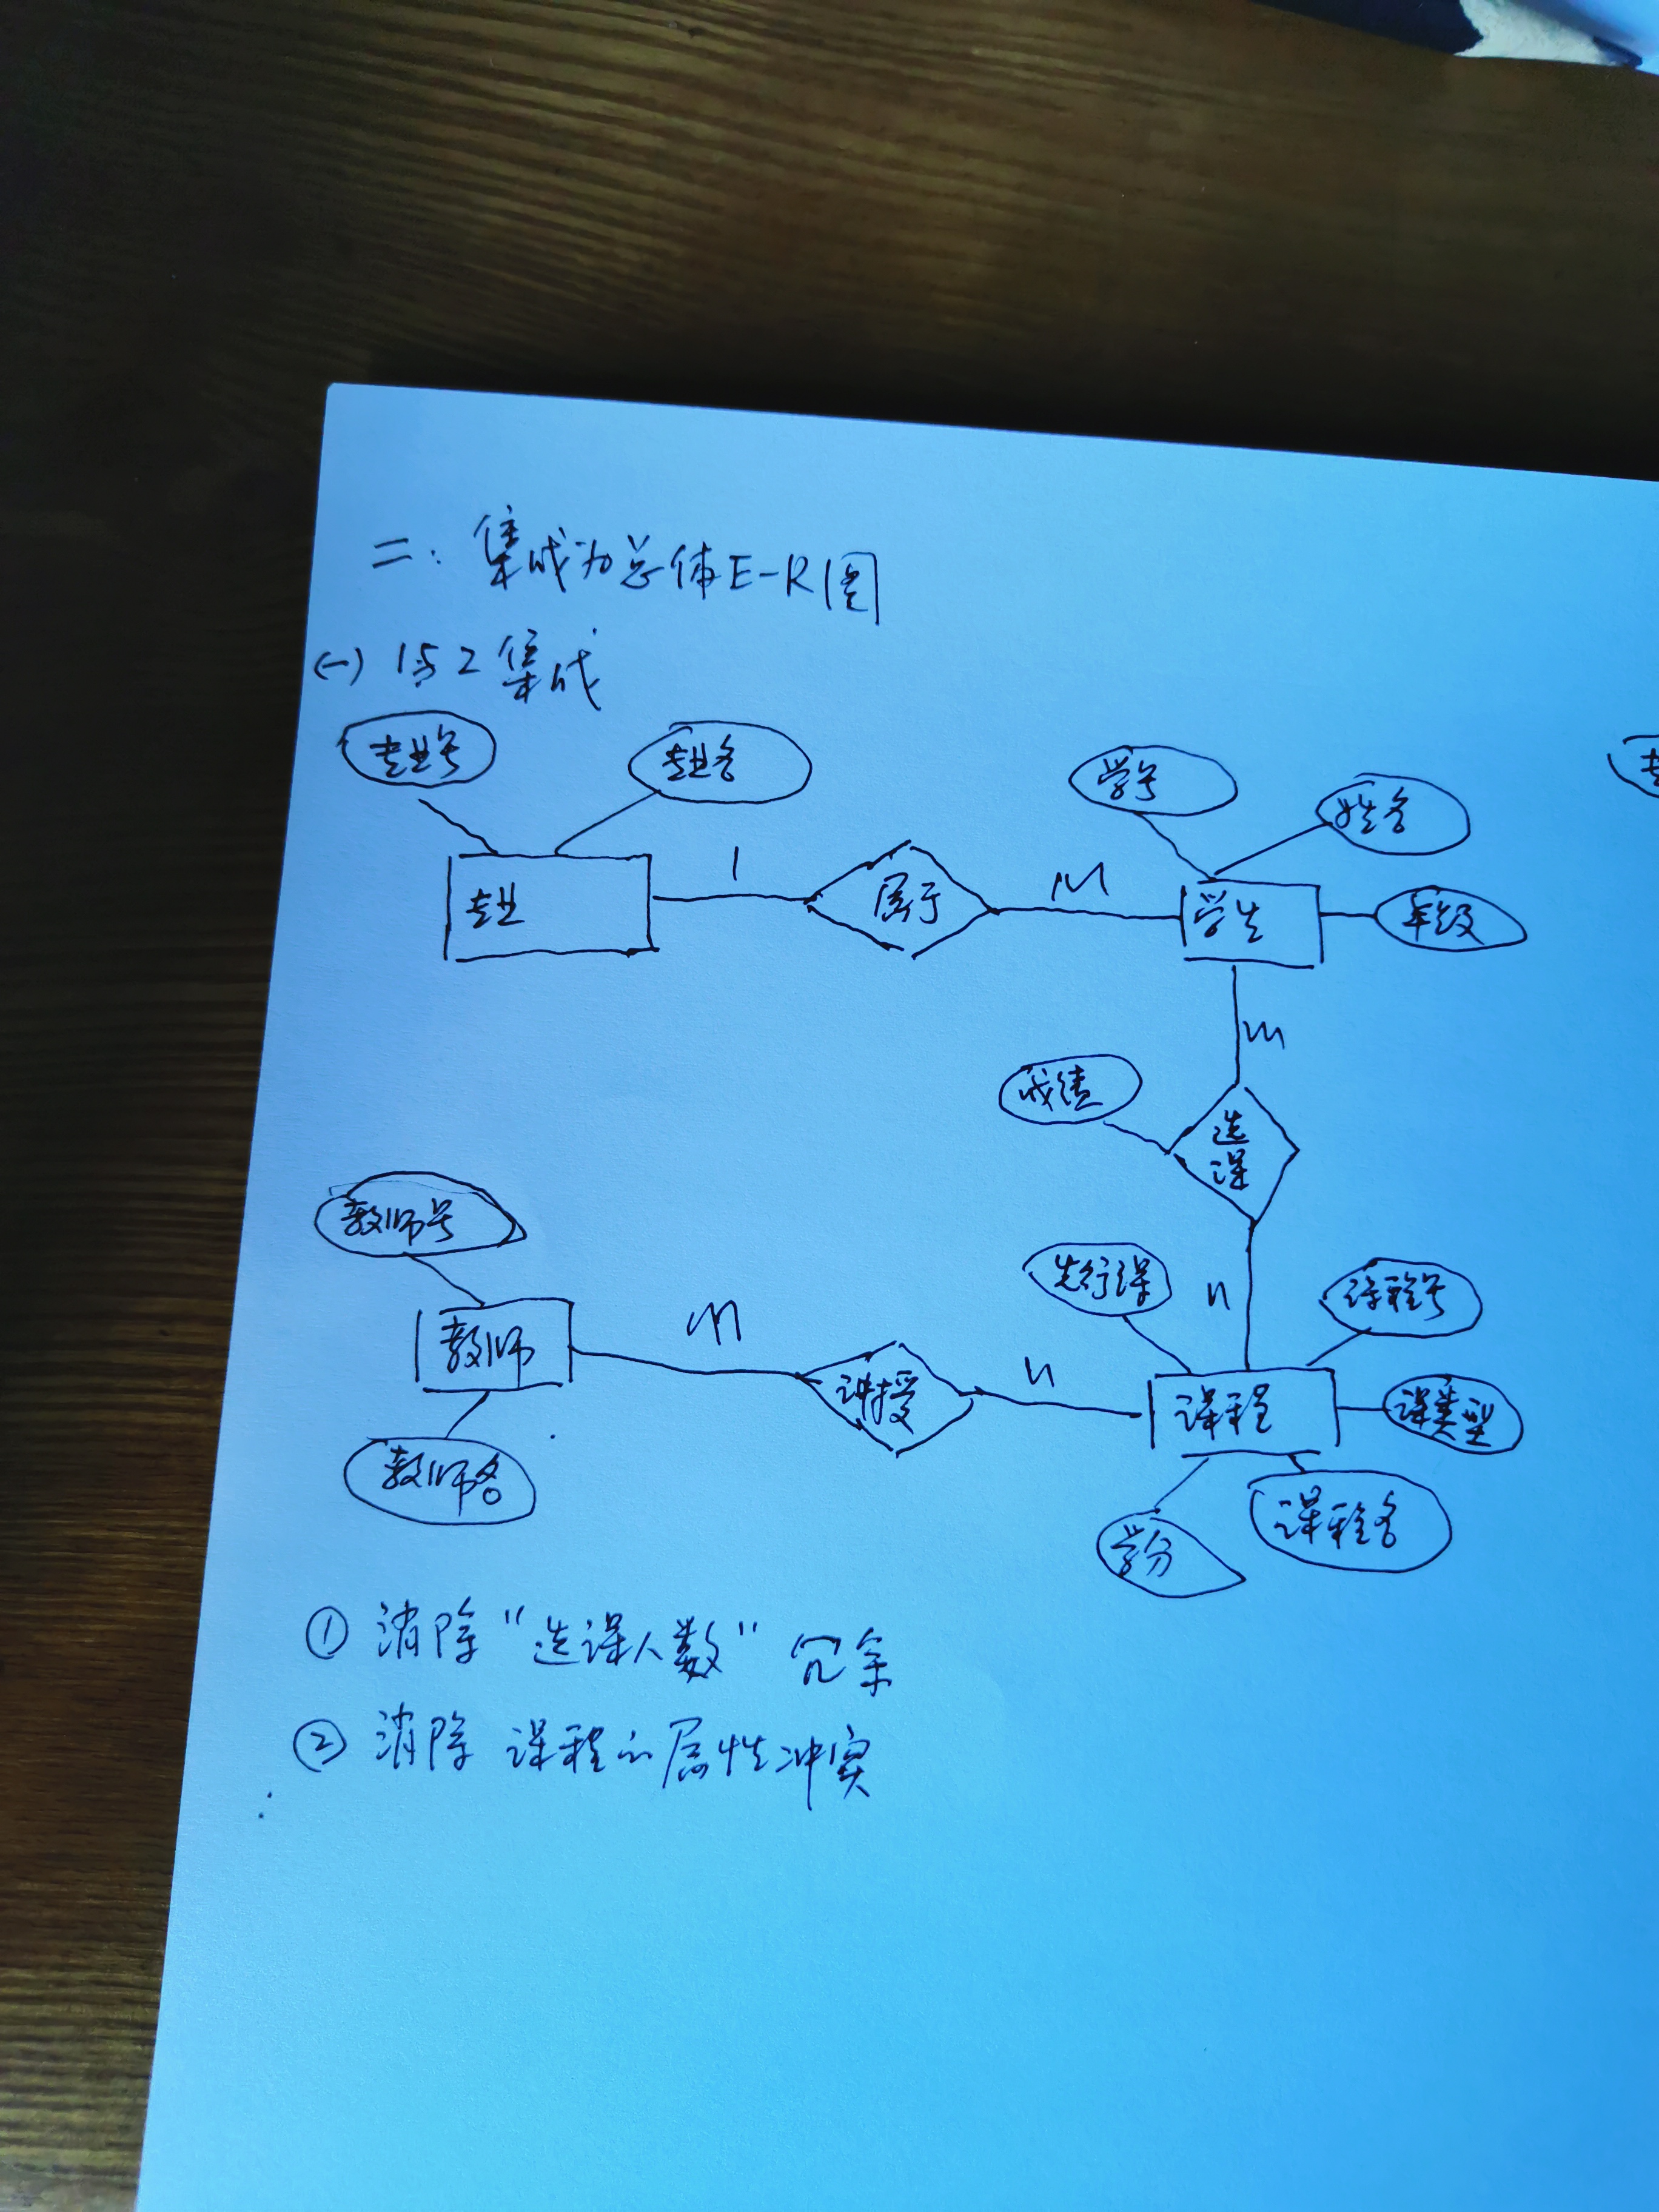 二：集成为总体E-R图
(一) 1与2集成
专业号 专业名 学号 姓名
专业 1 属于 M 学生 年级
m
成绩 选课
教师号 先行课 n 课程号
教师 m 讲授 n 课程 课类型
教师名 学分 课程名
① 消除“选课人数”冗余
② 消除 课程的属性冲突